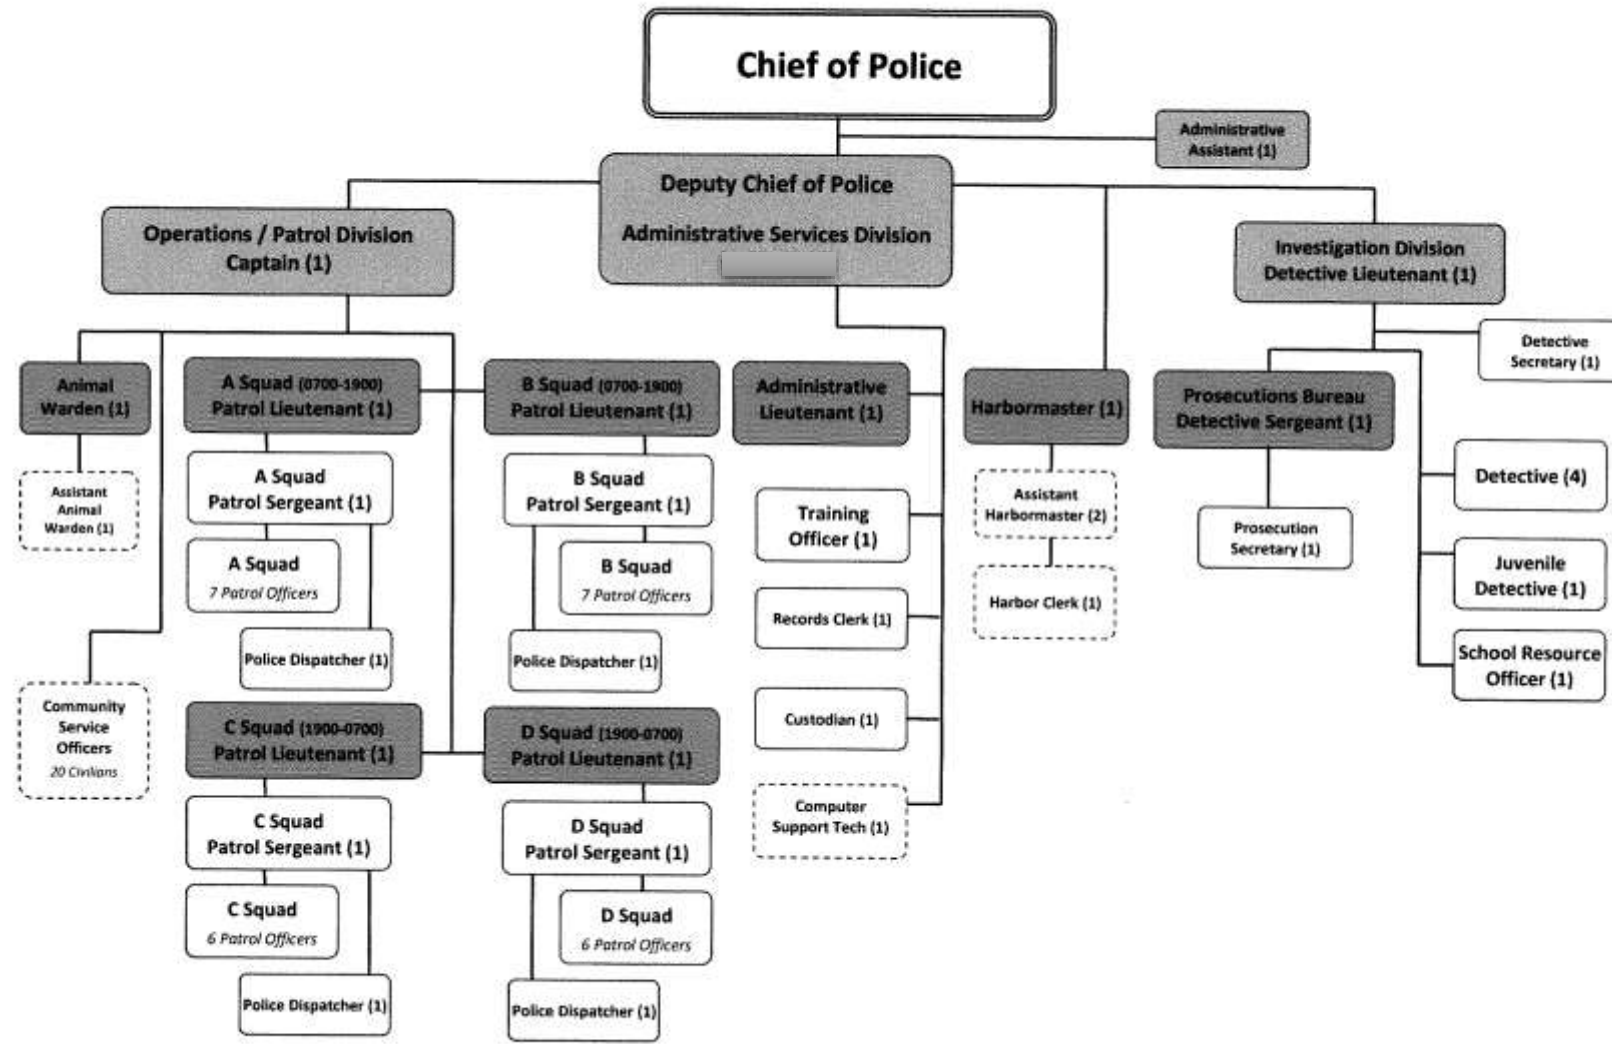 Chief of Police
Administrative
Assistant (1)
Deputy Chief of Police
Administrative Services Division
Operations / Patrol Division
Captain (1)
Investigation Division
Detective Lieutenant (1)
Detective
Secretary (1)
Animal
Warden (1)
A Squad (0700-1900)
Patrol Lieutenant (1)
B Squad (0700-1900)
Patrol Lieutenant (1)
Administrative
Lieutenant (1)
Harbormaster (1)
Prosecutions Bureau
Detective Sergeant (1)
Assistant
Animal
Warden (1)
A Squad
Patrol Sergeant (1)
B Squad
Patrol Sergeant (1)
Training
Officer (1)
Assistant
Harbormaster (2)
Prosecution
Secretary (1)
Detective (4)
A Squad
7 Patrol Officers
B Squad
7 Patrol Officers
Records Clerk (1)
Harbor Clerk (1)
Juvenile
Detective (1)
Police Dispatcher (1)
Police Dispatcher (1)
School Resource
Officer (1)
Community
Service
Officers
20 Civilians
C Squad (1900-0700)
Patrol Lieutenant (1)
D Squad (1900-0700)
Patrol Lieutenant (1)
Custodian (1)
C Squad
Patrol Sergeant (1)
D Squad
Patrol Sergeant (1)
Computer
Support Tech (1)
C Squad
6 Patrol Officers
D Squad
6 Patrol Officers
Police Dispatcher (1)
Police Dispatcher (1)